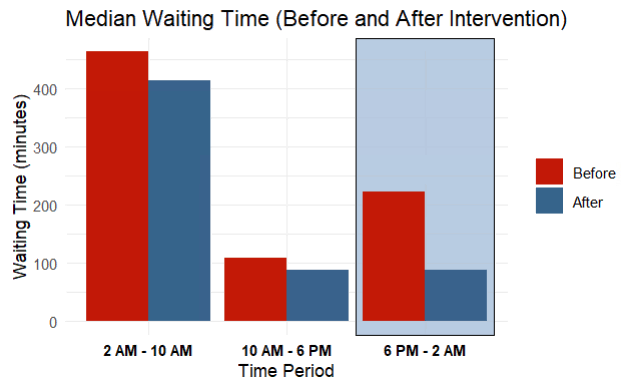 Median Waiting Time (Before and After Intervention)
Waiting Time (minutes)
400
300
200
100
0
2 AM - 10 AM
10 AM - 6 PM
6 PM - 2 AM
Time Period
Before
After